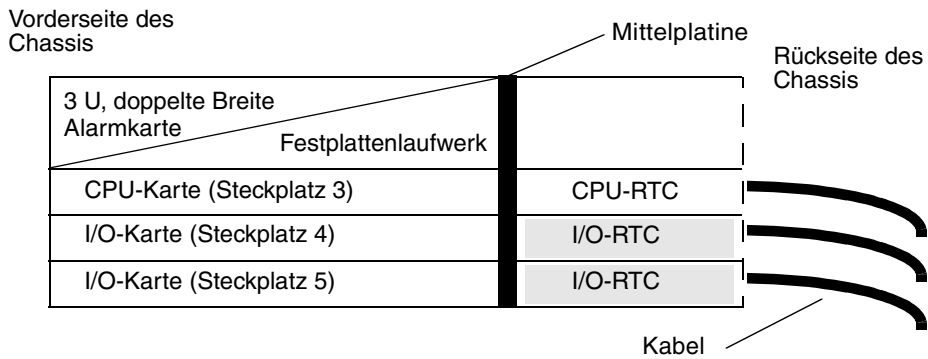 Vorderseite des
Chassis
Mittelplatine
Rückseite des
Chassis
3 U, doppelte Breite
Alarmkarte
Festplattenlaufwerk
CPU-Karte (Steckplatz 3)
CPU-RTC
I/O-Karte (Steckplatz 4)
I/O-RTC
I/O-Karte (Steckplatz 5)
I/O-RTC
Kabel